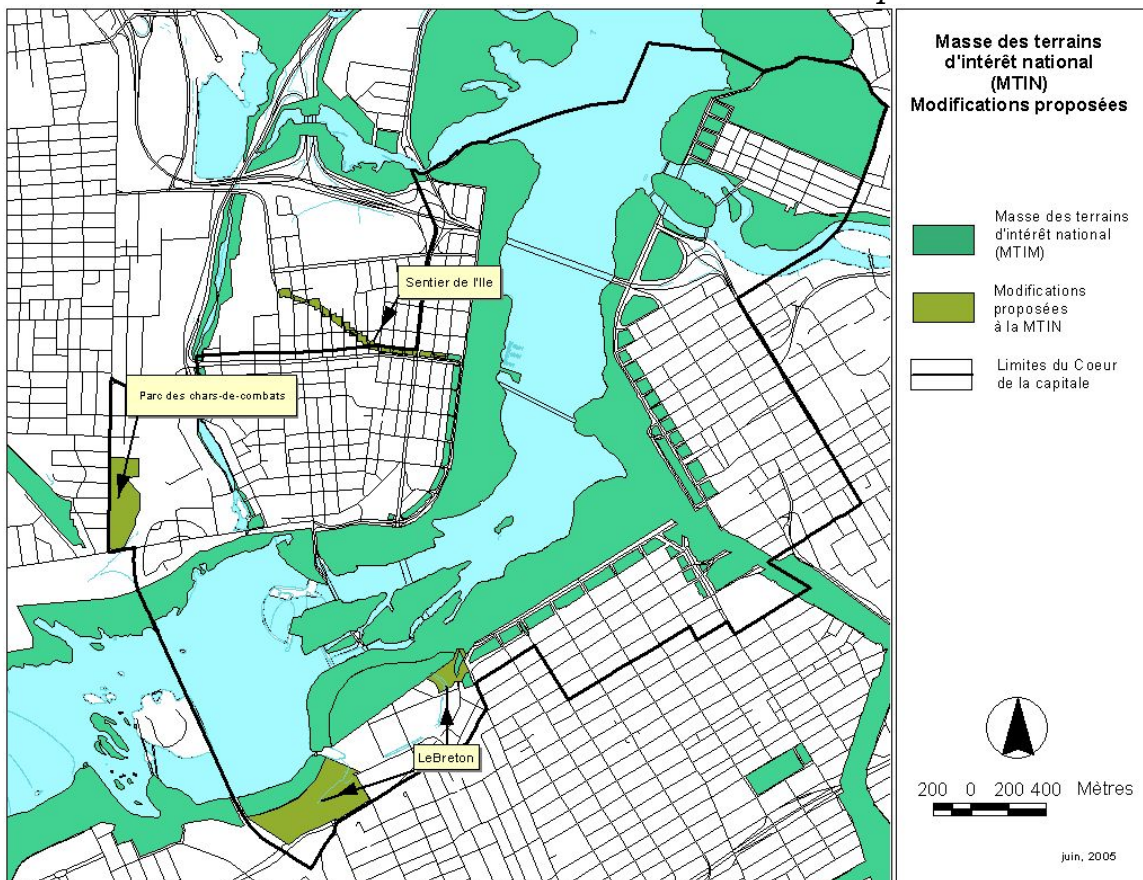 Masse des terrains
d'intérêt national
(MTIN)
Modifications proposées
Masse des terrains
d'intérêt national
(MTIM)
Modifications
proposées
à la MTIN
Limites du Coeur
de la capitale
Sentier de l'Ile
Parc des chars-de-combats
LeBreton
200 0 200 400 Mètres
juin, 2005